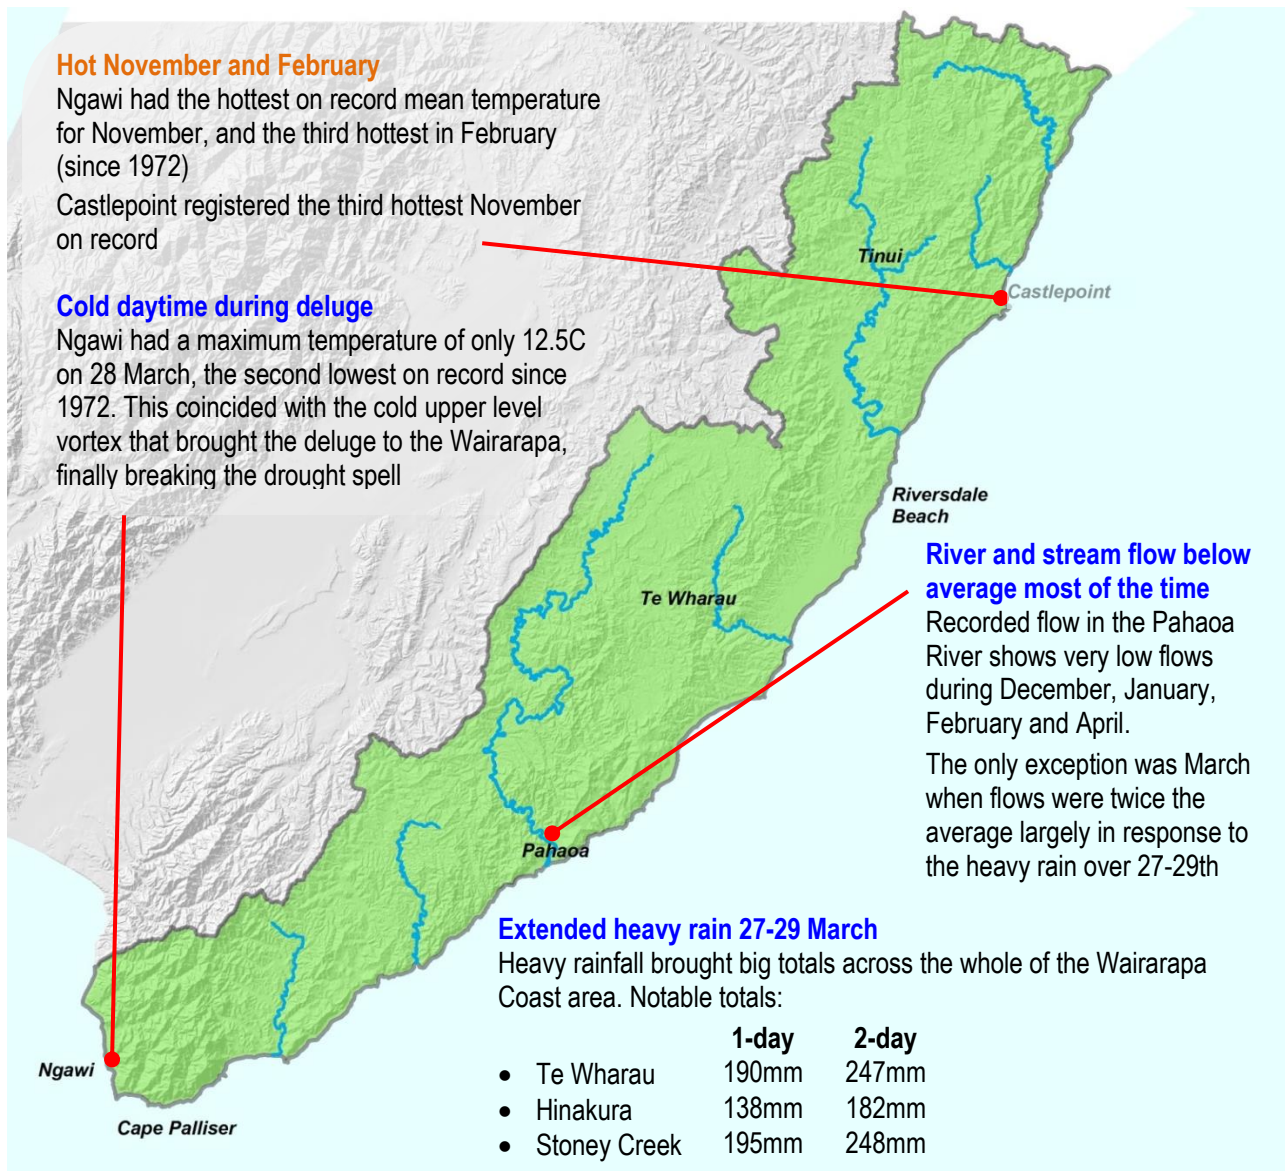 Hot November and February
Ngawi had the hottest on record mean temperature
for November, and the third hottest in February
(since 1972)
Castlepoint registered the third hottest November
on record
Cold daytime during deluge
Ngawi had a maximum temperature of only 12.5C
on 28 March, the second lowest on record since
1972. This coincided with the cold upper level
vortex that brought the deluge to the Wairarapa,
finally breaking the drought spell
Tinui
Castlepoint
Riversdale
Beach
Te Wharau
River and stream flow below
average most of the time
Recorded flow in the Pahaoa
River shows very low flows
during December, January,
February and April.
The only exception was March
when flows were twice the
average largely in response to
the heavy rain over 27-29th
Pahaoa
Ngawi
Cape Palliser
Extended heavy rain 27-29 March
Heavy rainfall brought big totals across the whole of the Wairarapa
Coast area. Notable totals:
1-day 2-day
• Te Wharau 190mm 247mm
• Hinakura 138mm 182mm
• Stoney Creek 195mm 248mm